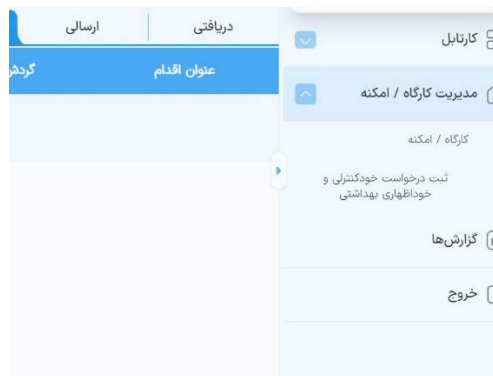 کارتابل
مدیریت کارگاه / امکنه
کارگاه / امکنه
ثبت درخواست خودکنترلی و
خوداظهاری بهداشتی
گزارش‌ها
خروج
دریافتی
ارسالی
عنوان اقدام